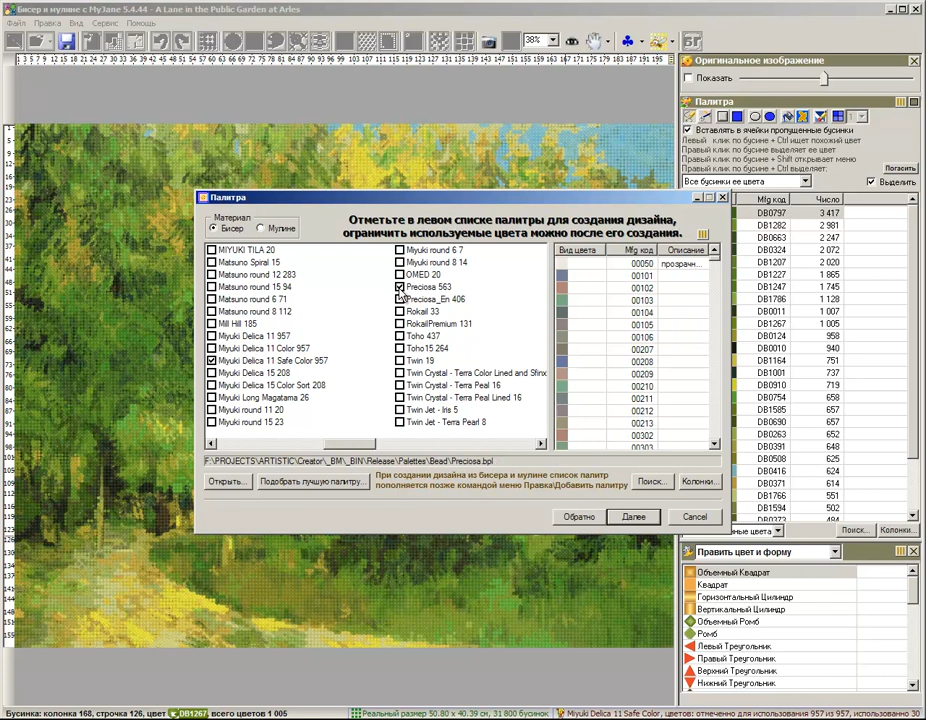 Бисер и мулине с MyJane 5.4.44 - A Lane in the Public Garden at Arles
Файл Правка Вид Сервис Помощь
38%
БГ
Оригинальное изображение
Показать
Палитра
Вставлять в ячейки пропущенные бусинки
Левый клик по бусине + Ctrl ищет похожий цвет
Правый клик по бусине выделяет ее цвет
Правый клик по бусине + Shift открывает меню
Правый клик по бусине + Ctrl выделяет:
Погасить
Все бусинки ее цвета
Выделить
Mfg код Число
DB0797 3 417
DB1282 2 981
DB0663 2 247
DB0324 2 072
DB1207 2 020
DB1227 1 865
DB1247 1 745
DB1786 1 128
DB0011 1 007
DB1267 1 005
DB0124 958
DB0010 940
DB1164 751
DB1001 737
DB0910 719
DB0754 658
DB1585 657
DB0690 657
DB0263 652
DB0508 625
DB0416 623
DB0371 614
DB1766 551
DB1594 502
DB0373 484
Поиск... Колонки...
Править цвет и форму
Объемный Квадрат
Квадрат
Горизонтальный Цилиндр
Вертикальный Цилиндр
Объемный Ромб
Ромб
Левый Треугольник
Правый Треугольник
Верхний Треугольник
Нижний Треугольник
Палитра
Материал
Бисер Мулине
Отметьте в левом списке палитры для создания дизайна,
ограничить используемые цвета можно после его создания.
MIYUKI TILA 20
Matsuno Spiral 15
Matsuno round 12 283
Matsuno round 15 94
Matsuno round 6 71
Matsuno round 8 112
Mill Hill 185
Miyuki Delica 11 957
Miyuki Delica 11 Color 957
Miyuki Delica 11 Safe Color 957
Miyuki Delica 15 208
Miyuki Delica 15 Color Sort 208
Miyuki Long Magatama 26
Miyuki round 11 20
Miyuki round 15 23
Miyuki round 6 7
Miyuki round 8 14
OMED 20
Preciosa 563
Preciosa_En 406
Rokail 33
RokailPremium 131
Toho 437
Toho15 264
Twin 19
Twin Crystal - Terra Color Lined and Sfinx
Twin Crystal - Terra Peal 16
Twin Crystal - Terra Peal Lined 16
Twin Jet - Iris 5
Twin Jet - Terra Pearl 8
Вид цвета Mfg код Описание
00050 прозрачн...
00101
00102
00103
00104
00105
00106
00207
00208
00209
00210
00211
00212
00213
00302
00303
F:\PROJECTS\ARTISTIC\Creator\_BM\_BIN\Release\Palettes\Bead\Preciosa.bpl
Открыть... Подобрать лучшую палитру...
При создании дизайна из бисера и мулине список палитр
пополняется позже командой меню Правка\Добавить палитру
Поиск... Колонки...
Обратно Далее Cancel
Бусинка: колонка 168, строчка 126, цвет DB1267, всего цветов 1 005
Реальный размер 50.80 x 40.39 см, 31 800 бусинок
Miyuki Delica 11 Safe Color, цветов: отмечено для использования 957 из 957, использовано 30